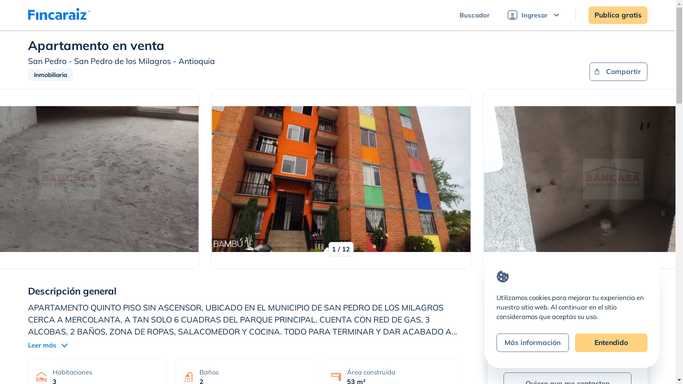 Fincaraiz
Buscador
Ingresar
Publica gratis
Apartamento en venta
San Pedro - San Pedro de los Milagros - Antioquia
Inmobiliaria
Compartir
BAMBÚ
1 / 12
Descripción general
APARTAMENTO QUINTO PISO SIN ASCENSOR, UBICADO EN EL MUNICIPIO DE SAN PEDRO DE LOS MILAGROS
CERCA A MERCOLANTA, A TAN SOLO 6 CUADRAS DEL PARQUE PRINCIPAL. CUENTA CON RED DE GAS, 3
ALCOBAS, 2 BAÑOS, ZONA DE ROPAS, SALACOMEDOR Y COCINA. TODO PARA TERMINAR Y DAR ACABADO A...
Leer más
Habitaciones
3
Baños
2
Área construida
53 m²
Utilizamos cookies para mejorar tu experiencia en
nuestro sitio web. Al continuar en el sitio
consideramos que aceptás su uso.
Más información
Entendido
Quiero que me contacten